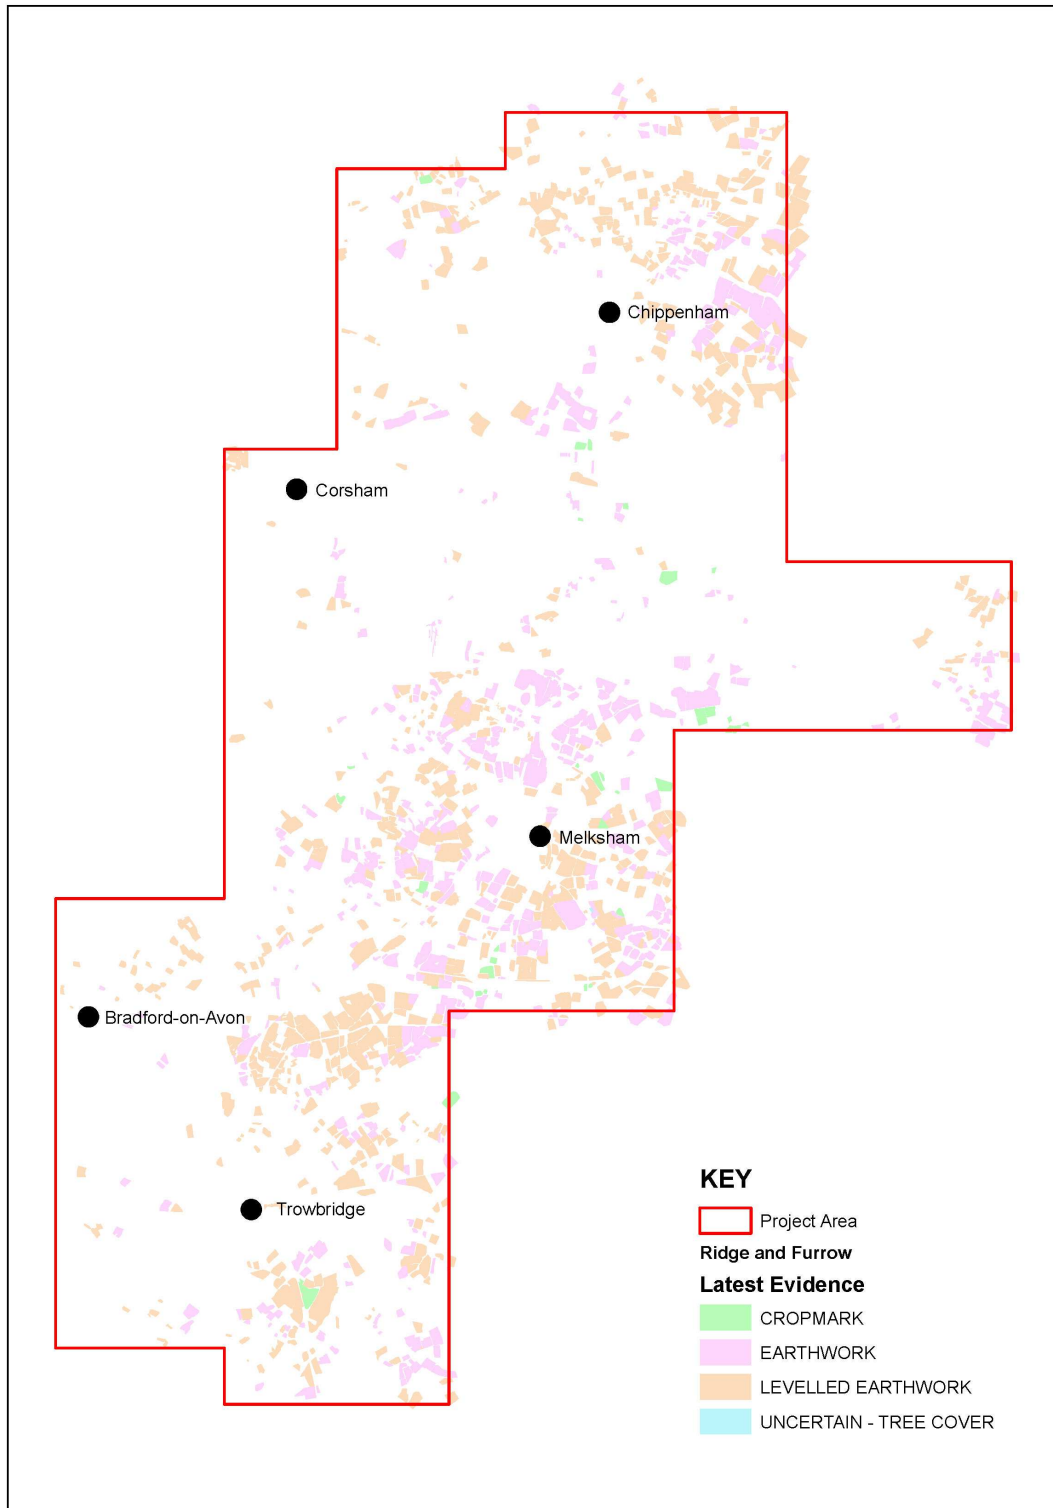 Chippenham
Corsham
Melksham
Bradford-on-Avon
Trowbridge
KEY
Project Area
Ridge and Furrow
Latest Evidence
CROPMARK
EARTHWORK
LEVELLED EARTHWORK
UNCERTAIN - TREE COVER